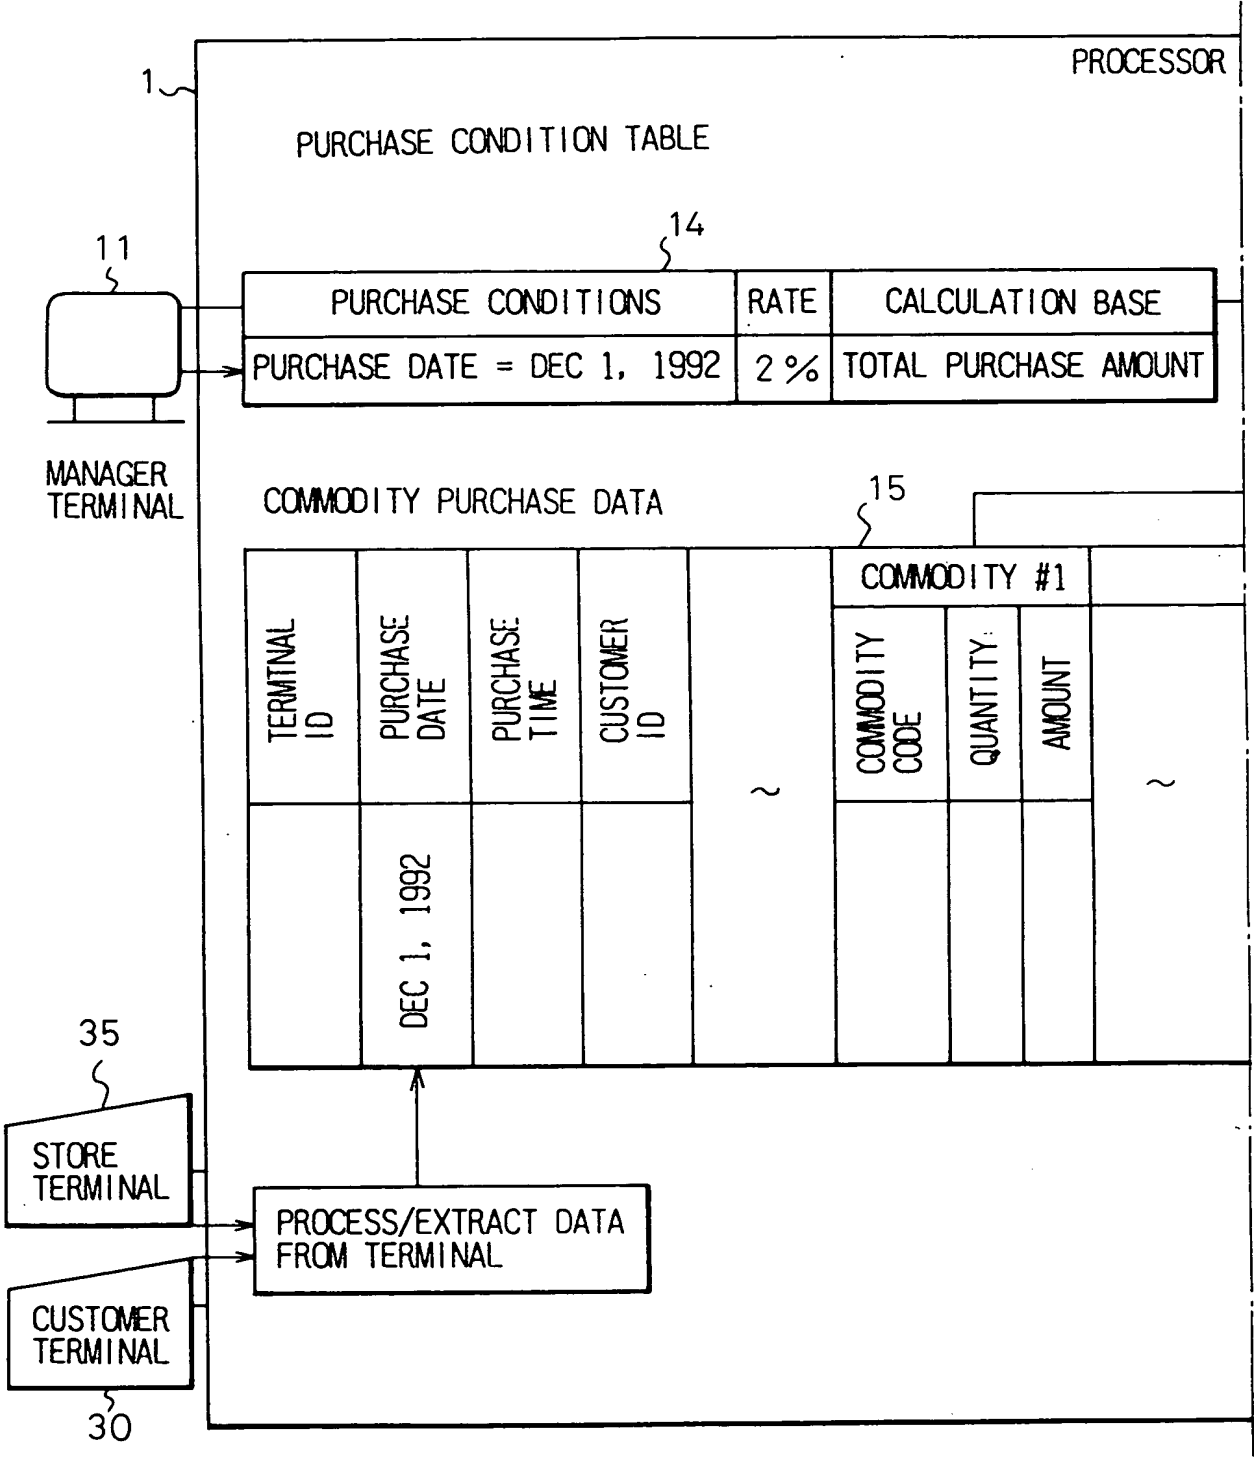 PROCESSOR
1
PURCHASE CONDITION TABLE
14
11
PURCHASE CONDITIONS RATE CALCULATION BASE
PURCHASE DATE = DEC 1, 1992 2% TOTAL PURCHASE AMOUNT
MANAGER
TERMINAL
COMMODITY PURCHASE DATA
15
COMMODITY #1
TERMTNAL
ID
PURCHASE
DATE
PURCHASE
TIME
CUSTOMER
ID
~
COMMODITY
CODE
QUANTITY
AMOUNT
~
DEC 1, 1992
35
STORE
TERMINAL
PROCESS/EXTRACT DATA
FROM TERMINAL
CUSTOMER
TERMINAL
30